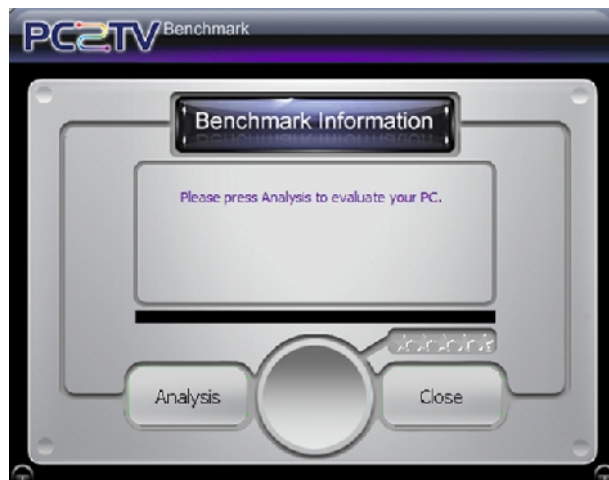 PC2TV Benchmark
Benchmark Information
Please press Analysis to evaluate your PC.
Analysis
Close